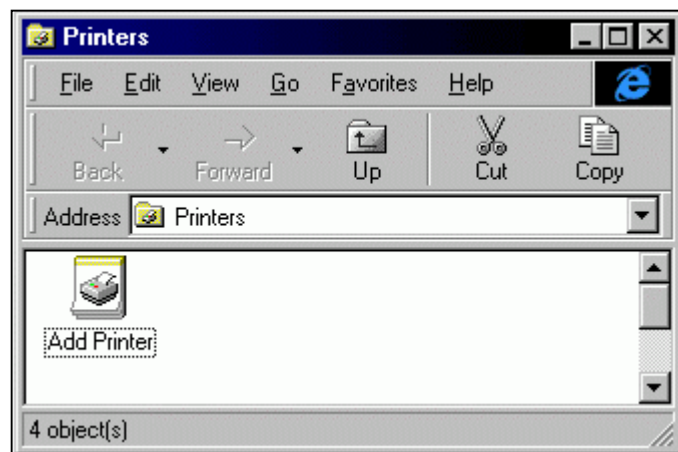 Printers
File Edit View Go Favorites Help
Back Forward Up Cut Copy
Address Printers
Add Printer
4 object(s)